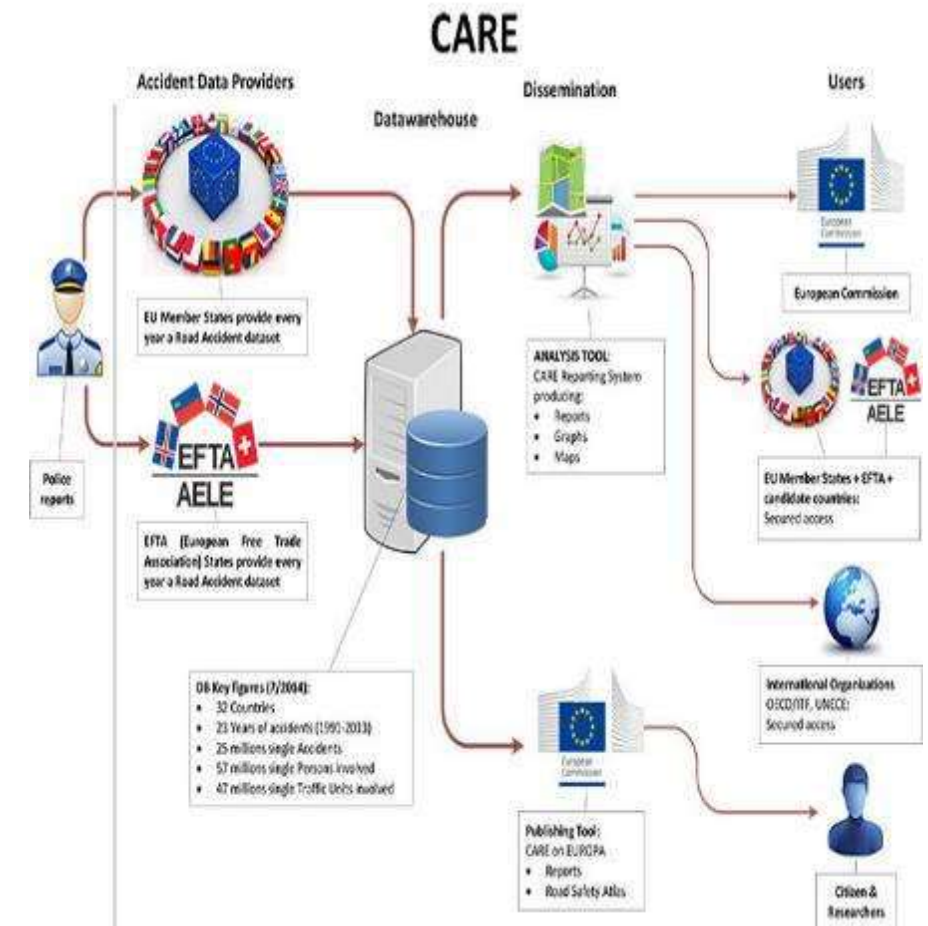 CARE
Accident Data Providers
Datawarehouse
Dissemination
Users
EU Member States provide every
year a Road Accident dataset
Police
reports
EFTA
AELE
EFTA (European Free Trade
Association) States provide every
year a Road Accident dataset
DB Key figures (7/2014):
• 32 Countries
• 23 Years of accidents (1991-2013)
• 25 millions single Accidents
• 57 millions single Persons involved
• 47 millions single Traffic Units involved
ANALYSIS TOOL:
CARE Reporting System
producing:
• Reports
• Graphs
• Maps
European
Commission
Publishing Tool:
CARE on EUROPA
• Reports
• Road Safety Atlas
European
Commission
European Commission
EFTA
AELE
EU Member States + EFTA +
candidate countries:
Secured access
International Organizations
OECD/ITF, UNECE:
Secured access
Citizen &
Researchers